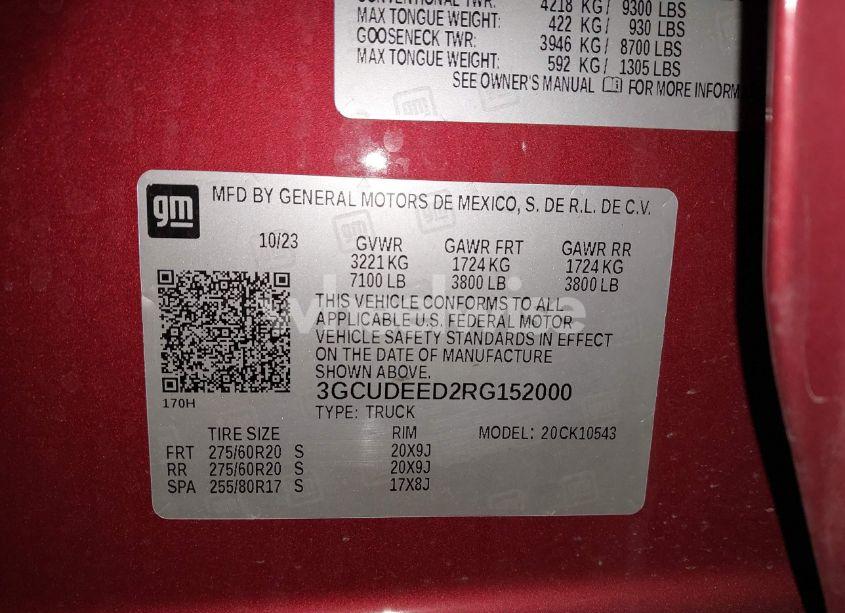 CONVENTIONAL TWR: 4218 KG/ 9300 LBS
MAX TONGUE WEIGHT: 422 KG/ 930 LBS
GOOSENECK TWR: 3946 KG/ 8700 LBS
MAX TONGUE WEIGHT: 592 KG/ 1305 LBS
SEE OWNER'S MANUAL FOR MORE INFORM
gm
gm MFD BY GENERAL MOTORS DE MEXICO, S. DE R.L. DE C.V.
10/23 GVWR GAWR FRT GAWR RR
3221 KG 1724 KG 1724 KG
7100 LB 3800 LB 3800 LB
THIS VEHICLE CONFORMS TO ALL
APPLICABLE U.S. FEDERAL MOTOR
VEHICLE SAFETY STANDARDS IN EFFECT
ON THE DATE OF MANUFACTURE
SHOWN ABOVE.
3GCUDEED2RG152000
170H TYPE: TRUCK
TIRE SIZE RIM MODEL: 20CK10543
FRT 275/60R20 S 20X9J
RR 275/60R20 S 20X9J
SPA 255/80R17 S 17X8J